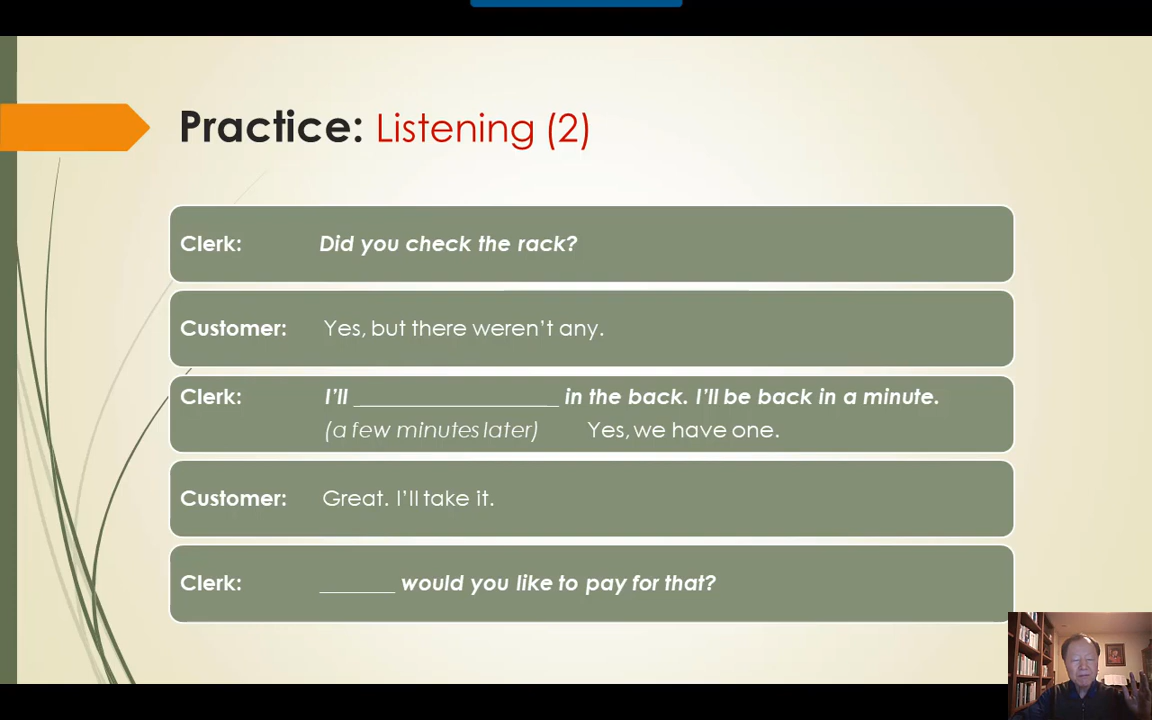 Practice: Listening (2)
Clerk: Did you check the rack?
Customer: Yes, but there weren't any.
Clerk: I'll _________________ in the back. I'll be back in a minute.
(a few minutes later) Yes, we have one.
Customer: Great. I'll take it.
Clerk: ______ would you like to pay for that?